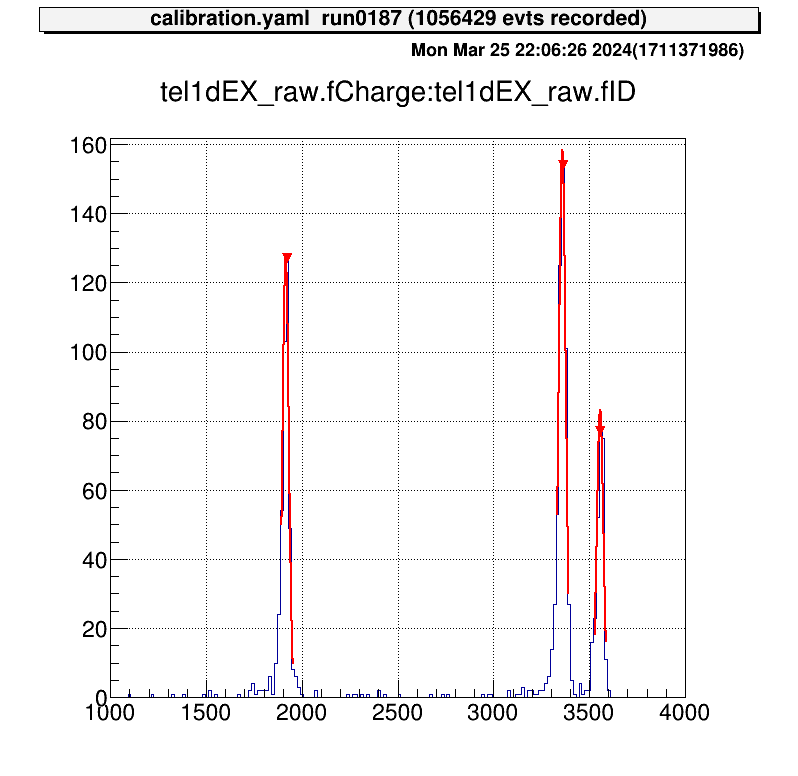 calibration.yaml run0187 (1056429 evts recorded)
Mon Mar 25 22:06:26 2024(1711371986)
tel1dEX_raw.fCharge:tel1dEX_raw.fID
160
140
120
100
80
60
40
20
0
1000 1500 2000 2500 3000 3500 4000